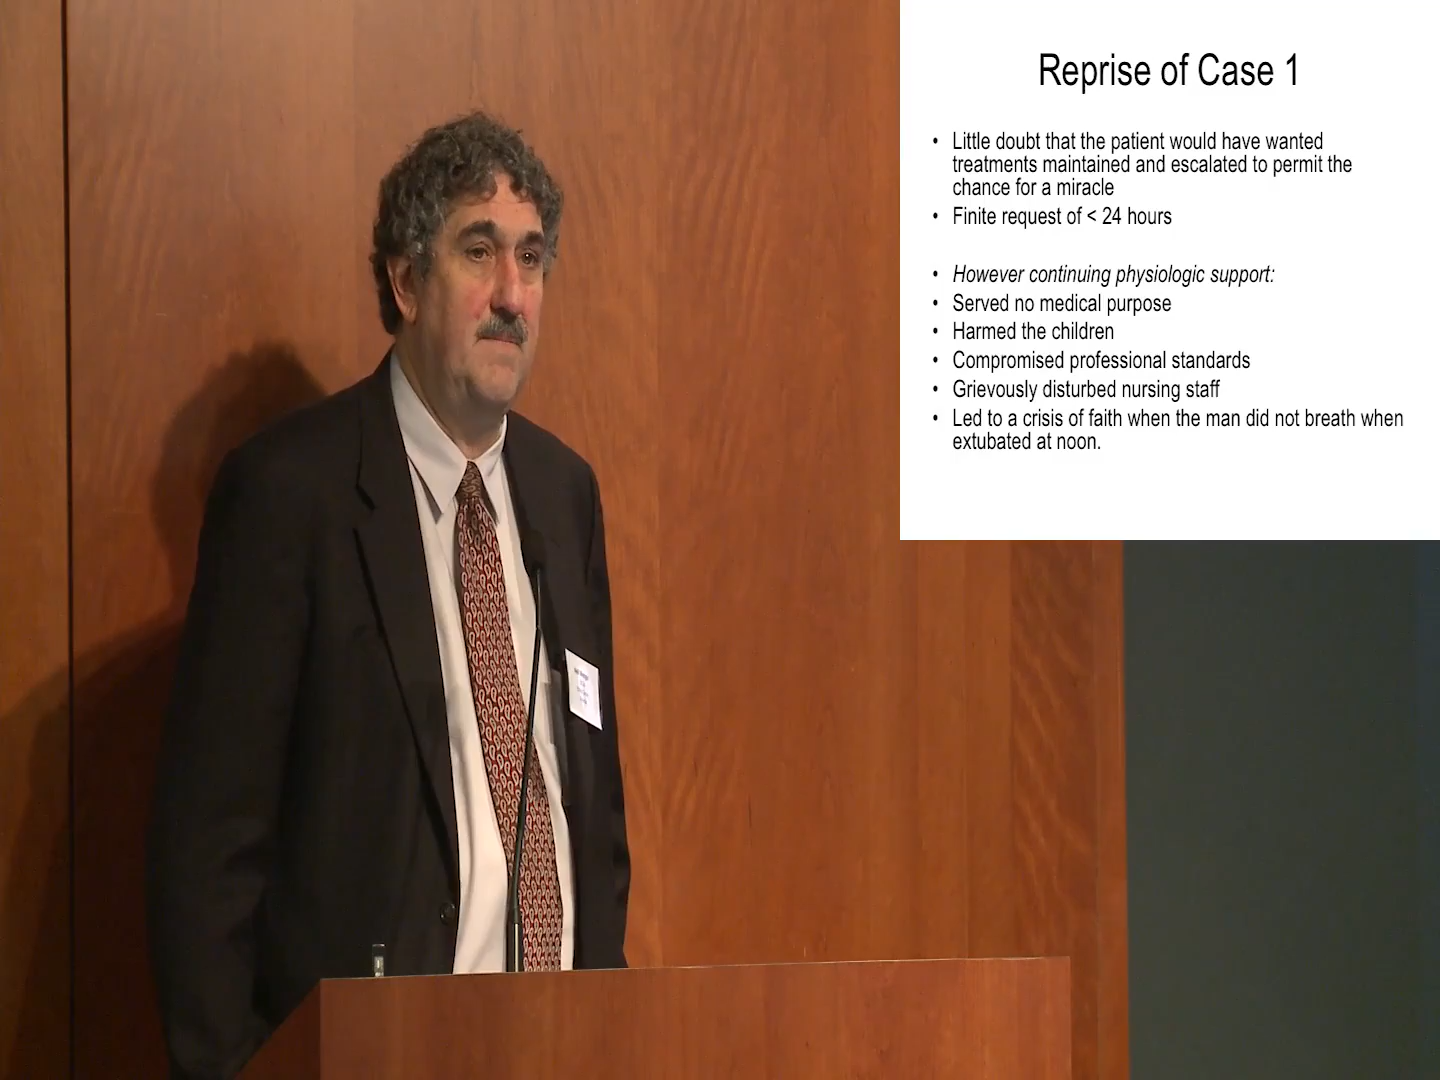 Reprise of Case 1
• Little doubt that the patient would have wanted
treatments maintained and escalated to permit the
chance for a miracle
• Finite request of < 24 hours
• However continuing physiologic support:
• Served no medical purpose
• Harmed the children
• Compromised professional standards
• Grievously disturbed nursing staff
• Led to a crisis of faith when the man did not breath when
extubated at noon.